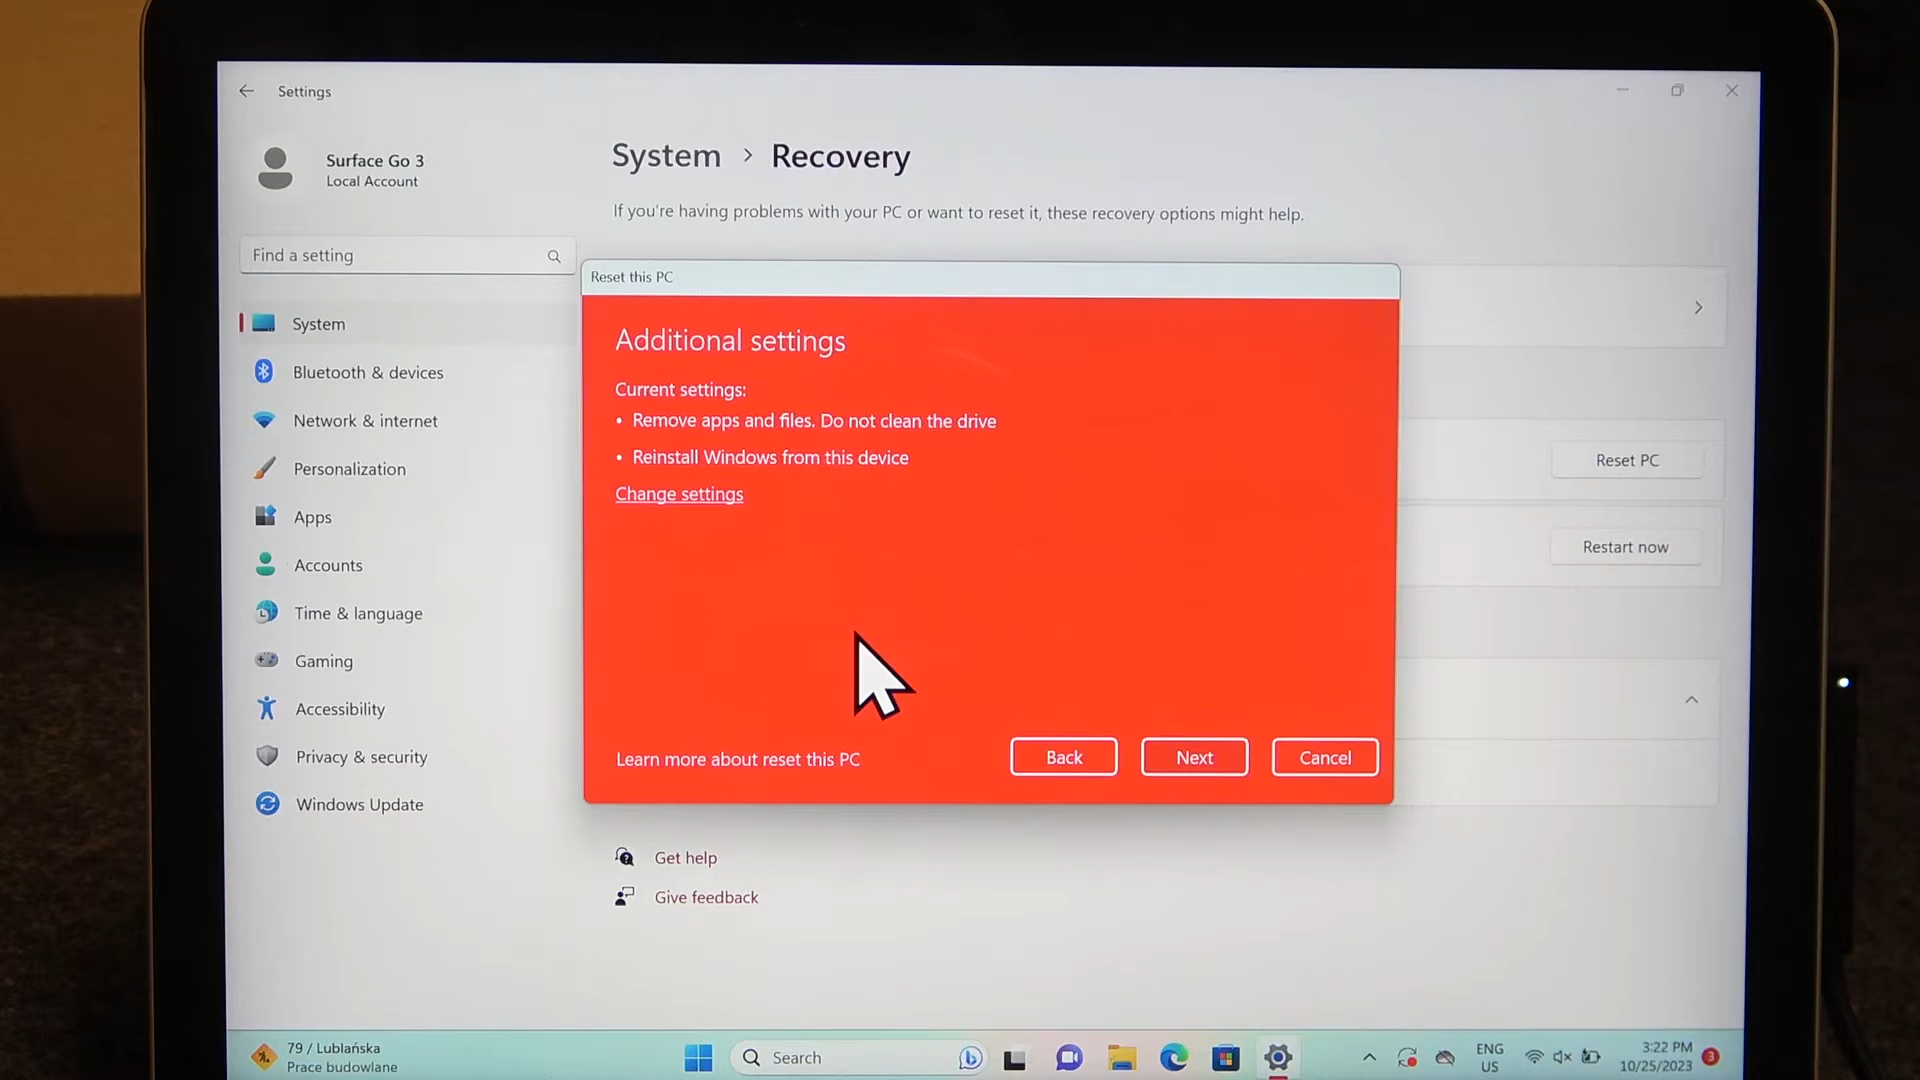 Settings
Surface Go 3
Local Account
Find a setting
System
Bluetooth & devices
Network & internet
Personalization
Apps
Accounts
Time & language
Gaming
Accessibility
Privacy & security
Windows Update
System > Recovery
If you're having problems with your PC or want to reset it, these recovery options might help.
Reset this PC
Additional settings
Current settings:
• Remove apps and files. Do not clean the drive
• Reinstall Windows from this device
Change settings
Learn more about reset this PC
Back
Next
Cancel
Reset PC
Restart now
Get help
Give feedback
79 / Lublańska
Prace budowlane
Search
ENG
US
3:22 PM
10/25/2023
3